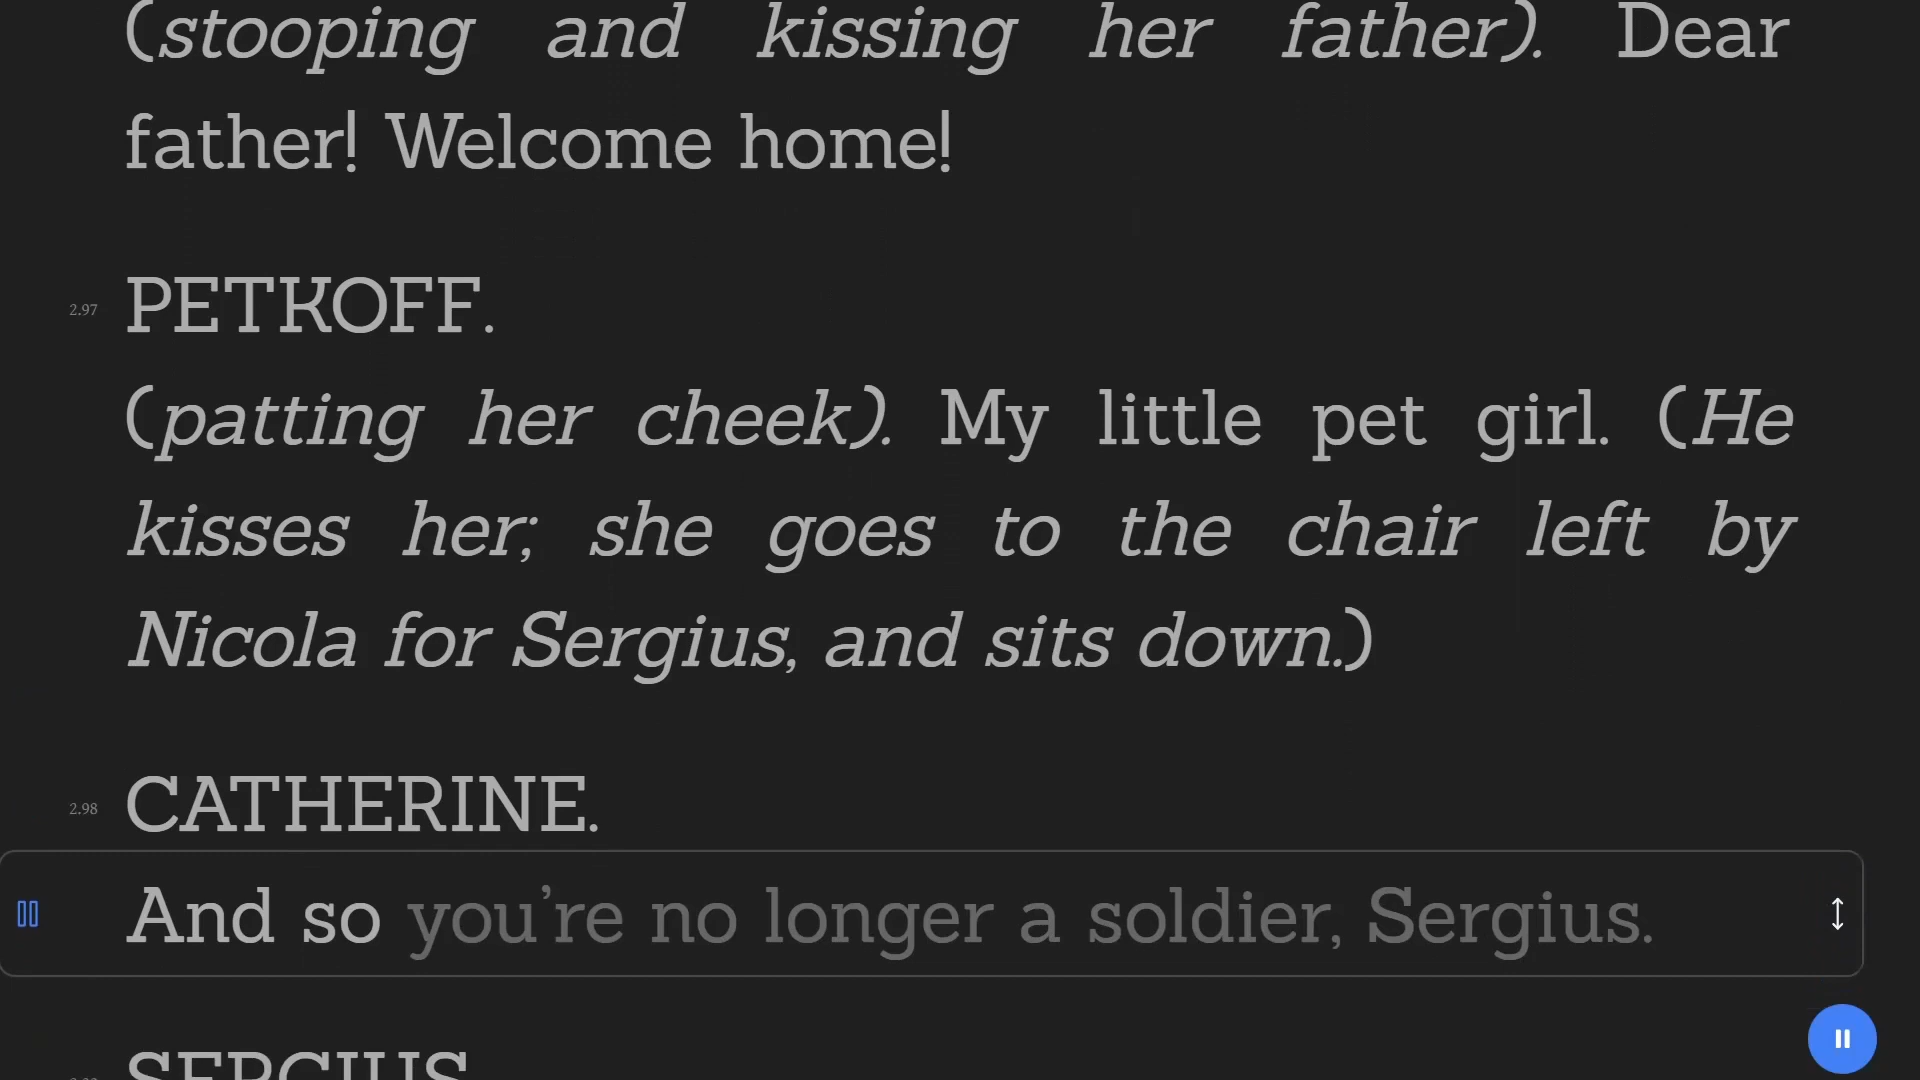 (stooping and kissing her father). Dear
father! Welcome home!
2.97 PETKOFF.
(patting her cheek). My little pet girl. (He
kisses her; she goes to the chair left by
Nicola for Sergius, and sits down.)
2.98 CATHERINE.
And so you’re no longer a soldier, Sergius.
SERGIUS